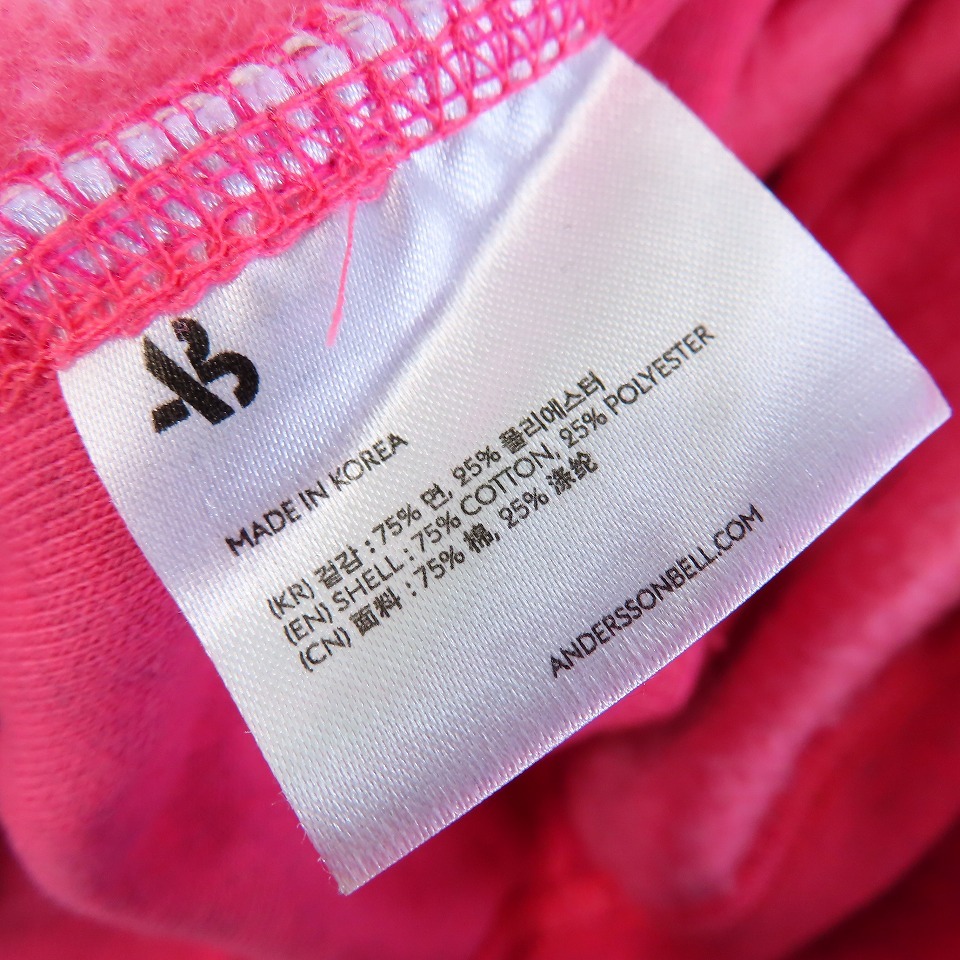 AB
MADE IN KOREA
(KR) 겉감 : 75% 면, 25% 폴리에스터
(EN) SHELL : 75% COTTON, 25% POLYESTER
(CN) 面料 : 75% 棉, 25% 涤纶
ANDERSSONBELL.COM